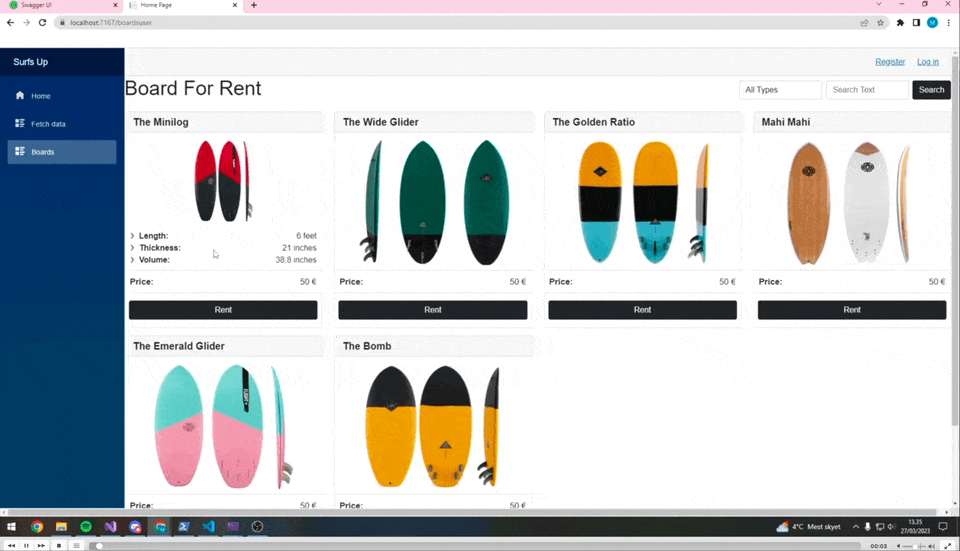 Swagger UI
Home Page
localhost:7167/boardsuser
M
Surfs Up
Register
Log in
Home
Fetch data
Boards
Board For Rent
All Types
Search Text
Search
The Minilog
The Wide Glider
The Golden Ratio
Mahi Mahi
Length: 6 feet
Thickness: 21 inches
Volume: 38.8 inches
Price: 50 €
Price: 50 €
Price: 50 €
Price: 50 €
Rent
Rent
Rent
Rent
The Emerald Glider
The Bomb
Price: 50 €
Price: 50 €
4°C Mest skyet
13.35
27/03/2023
00:03